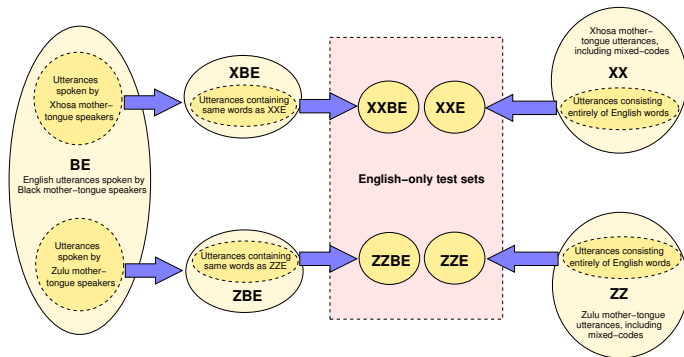 Utterances
spoken by
Xhosa mother-
tongue speakers
BE
English utterances spoken by
Black mother-tongue speakers
Utterances
spoken by
Zulu mother-
tongue speakers
XBE
Utterances containing
same words as XXE
Utterances containing
same words as ZZE
ZBE
XXBE
XXE
English-only test sets
ZZBE
ZZE
Xhosa mother-
tongue utterances,
including mixed-codes
XX
Utterances consisting
entirely of English words
Utterances consisting
entirely of English words
ZZ
Zulu mother-tongue
utterances, including
mixed-codes